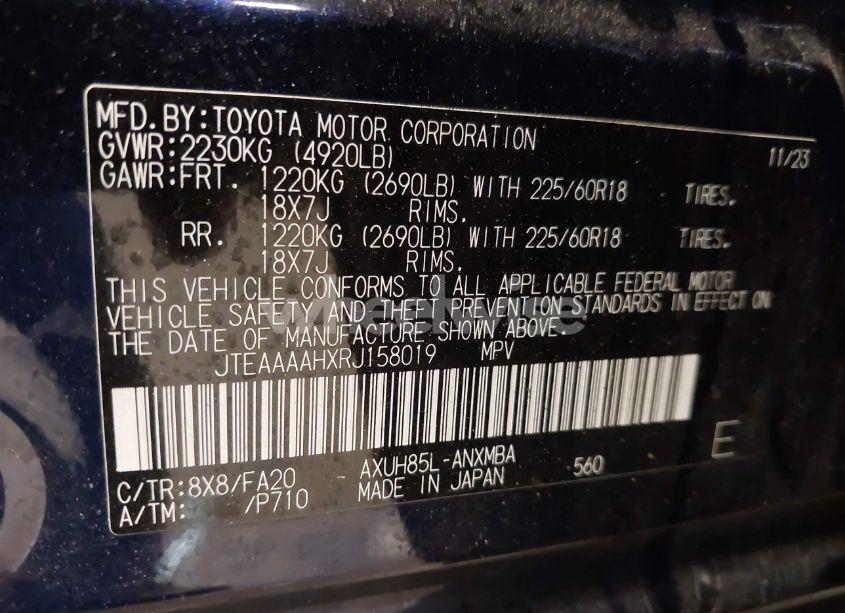 MFD.BY:TOYOTA MOTOR CORPORATION 11/23
GVWR:2230KG (4920LB)
GAWR:FRT. 1220KG (2690LB) WITH 225/60R18 TIRES.
18X7J RIMS.
RR. 1220KG (2690LB) WITH 225/60R18 TIRES.
18X7J RIMS.
THIS VEHICLE CONFORMS TO ALL APPLICABLE FEDERAL MOTOR
VEHICLE SAFETY AND THEFT PREVENTION STANDARDS IN EFFECT ON
THE DATE OF MANUFACTURE SHOWN ABOVE.
JTEAAAAHXRJ158019 MPV
E
AXUH85L-ANXMBA 560
C/TR:8X8/FA20 MADE IN JAPAN
A/TM: /P710